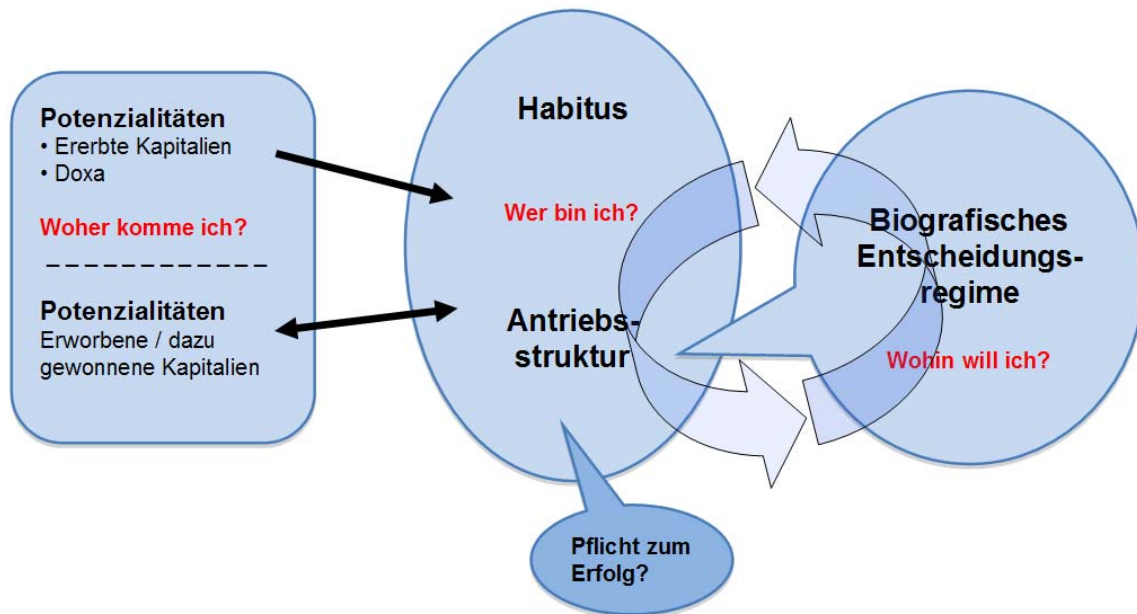 Potenzialitäten
• Ererbte Kapitalien
• Doxa
Woher komme ich?
_ _ _ _ _ _ _ _ _ _ _ _ _
Potenzialitäten
Erworbene / dazu
gewonnene Kapitalien
Habitus
Wer bin ich?
Antriebs-
struktur
Pflicht zum
Erfolg?
Biografisches
Entscheidungs-
regime
Wohin will ich?